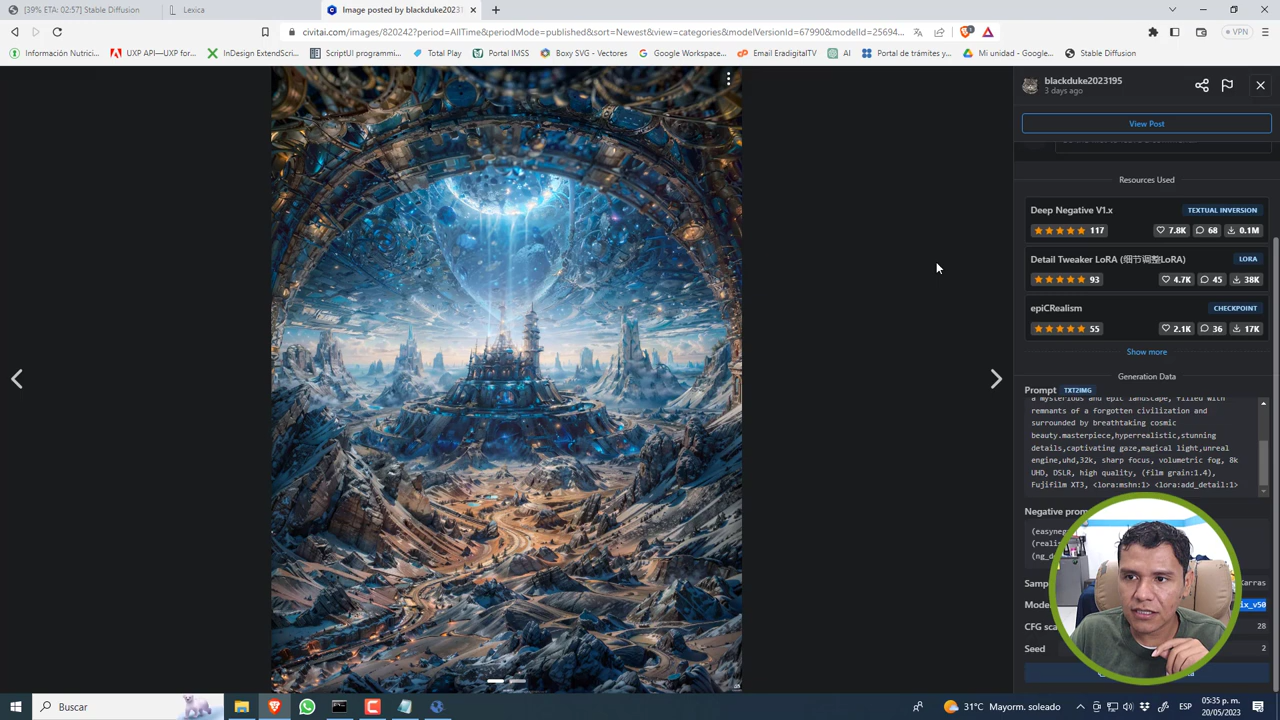 [39% ETA: 02:57] Stable Diffusion
Lexica
Image posted by blackduke20231
civitai.com/images/820242?period=AllTime&periodMode=published&sort=Newest&view=categories&modelVersionId=67990&modelId=25694...
VPN
Información Nutrici...
UXP API—UXP for...
InDesign ExtendScri...
ScriptUI programmi...
Total Play
Portal IMSS
Boxy SVG - Vectores
Google Workspace...
Email EradigitalTV
AI
Portal de trámites y...
Mi unidad - Google...
Stable Diffusion
blackduke2023195
3 days ago
View Post
Resources Used
Deep Negative V1.x
TEXTUAL INVERSION
117
7.8K
68
0.1M
Detail Tweaker LoRA (细节调整LoRA)
LORA
93
4.7K
45
38K
epiCRealism
CHECKPOINT
55
2.1K
36
17K
Show more
Generation Data
Prompt TXT2IMG
a mysterious and epic landscape, filled with
remnants of a forgotten civilization and
surrounded by breathtaking cosmic
beauty.masterpiece,hyperrealistic,stunning
details,captivating gaze,magical light,unreal
engine,uhd,32k, sharp focus, volumetric fog, 8k
UHD, DSLR, high quality, (film grain:1.4),
Fujifilm XT3, <lora:mshn:1> <lora:add_detail:1>
Negative prom
(easyneg
(realis
(ng_d
Samp
Karras
Mode
ix_v50
CFG sca
28
Seed
2
Buscar
31°C Mayorm. soleado
ESP
05:35 p. m.
20/05/2023